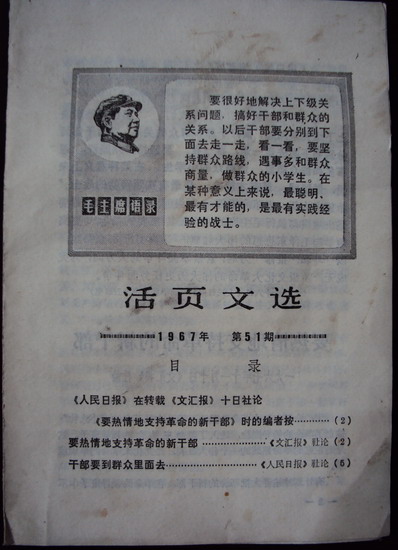 要很好地解决上下级关
系问题，搞好干部和群众的
关系。以后干部要分别到下
面去走一走，看一看，要坚
持群众路线，遇事多和群众
商量，做群众的小学生。在
某种意义上来说，最聪明、
最有才能的，是最有实践经
验的战士。
毛主席语录
活页文选
1967年 第51期
目 录
《人民日报》在转载《文汇报》十日社论
《要热情地支持革命的新干部》时的编者按…………(2)
要热情地支持革命的新干部…………《文汇报》社论(2)
干部要到群众里面去…………《人民日报》社论(5)